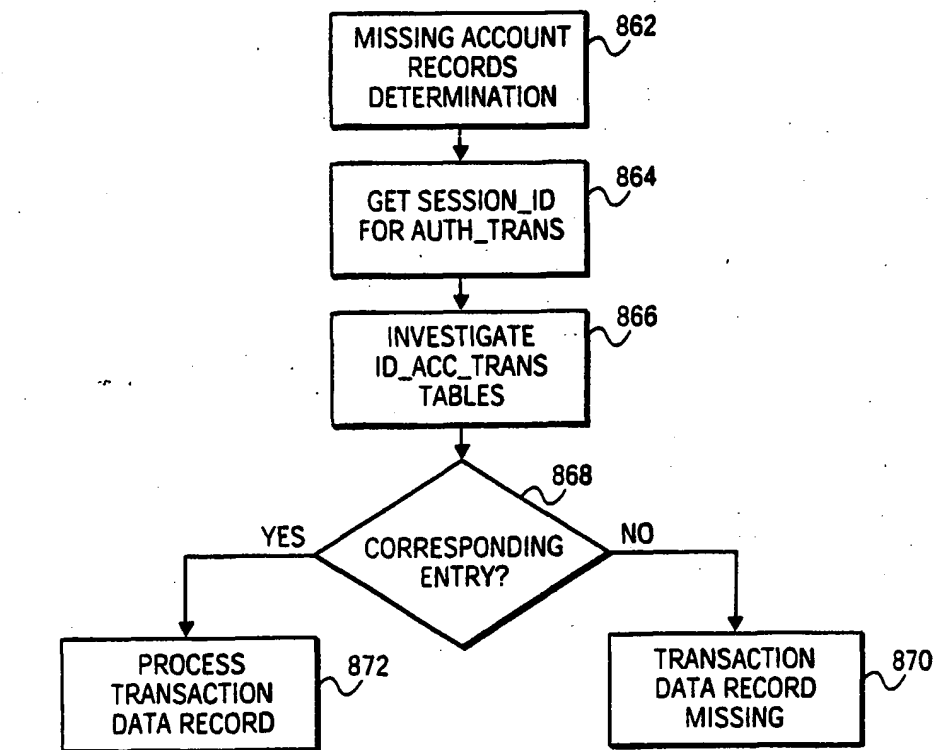 MISSING ACCOUNT
RECORDS
DETERMINATION
862
GET SESSION_ID
FOR AUTH_TRANS
864
INVESTIGATE
ID_ACC_TRANS
TABLES
866
CORRESPONDING
ENTRY?
868
YES
NO
PROCESS
TRANSACTION
DATA RECORD
872
TRANSACTION
DATA RECORD
MISSING
870